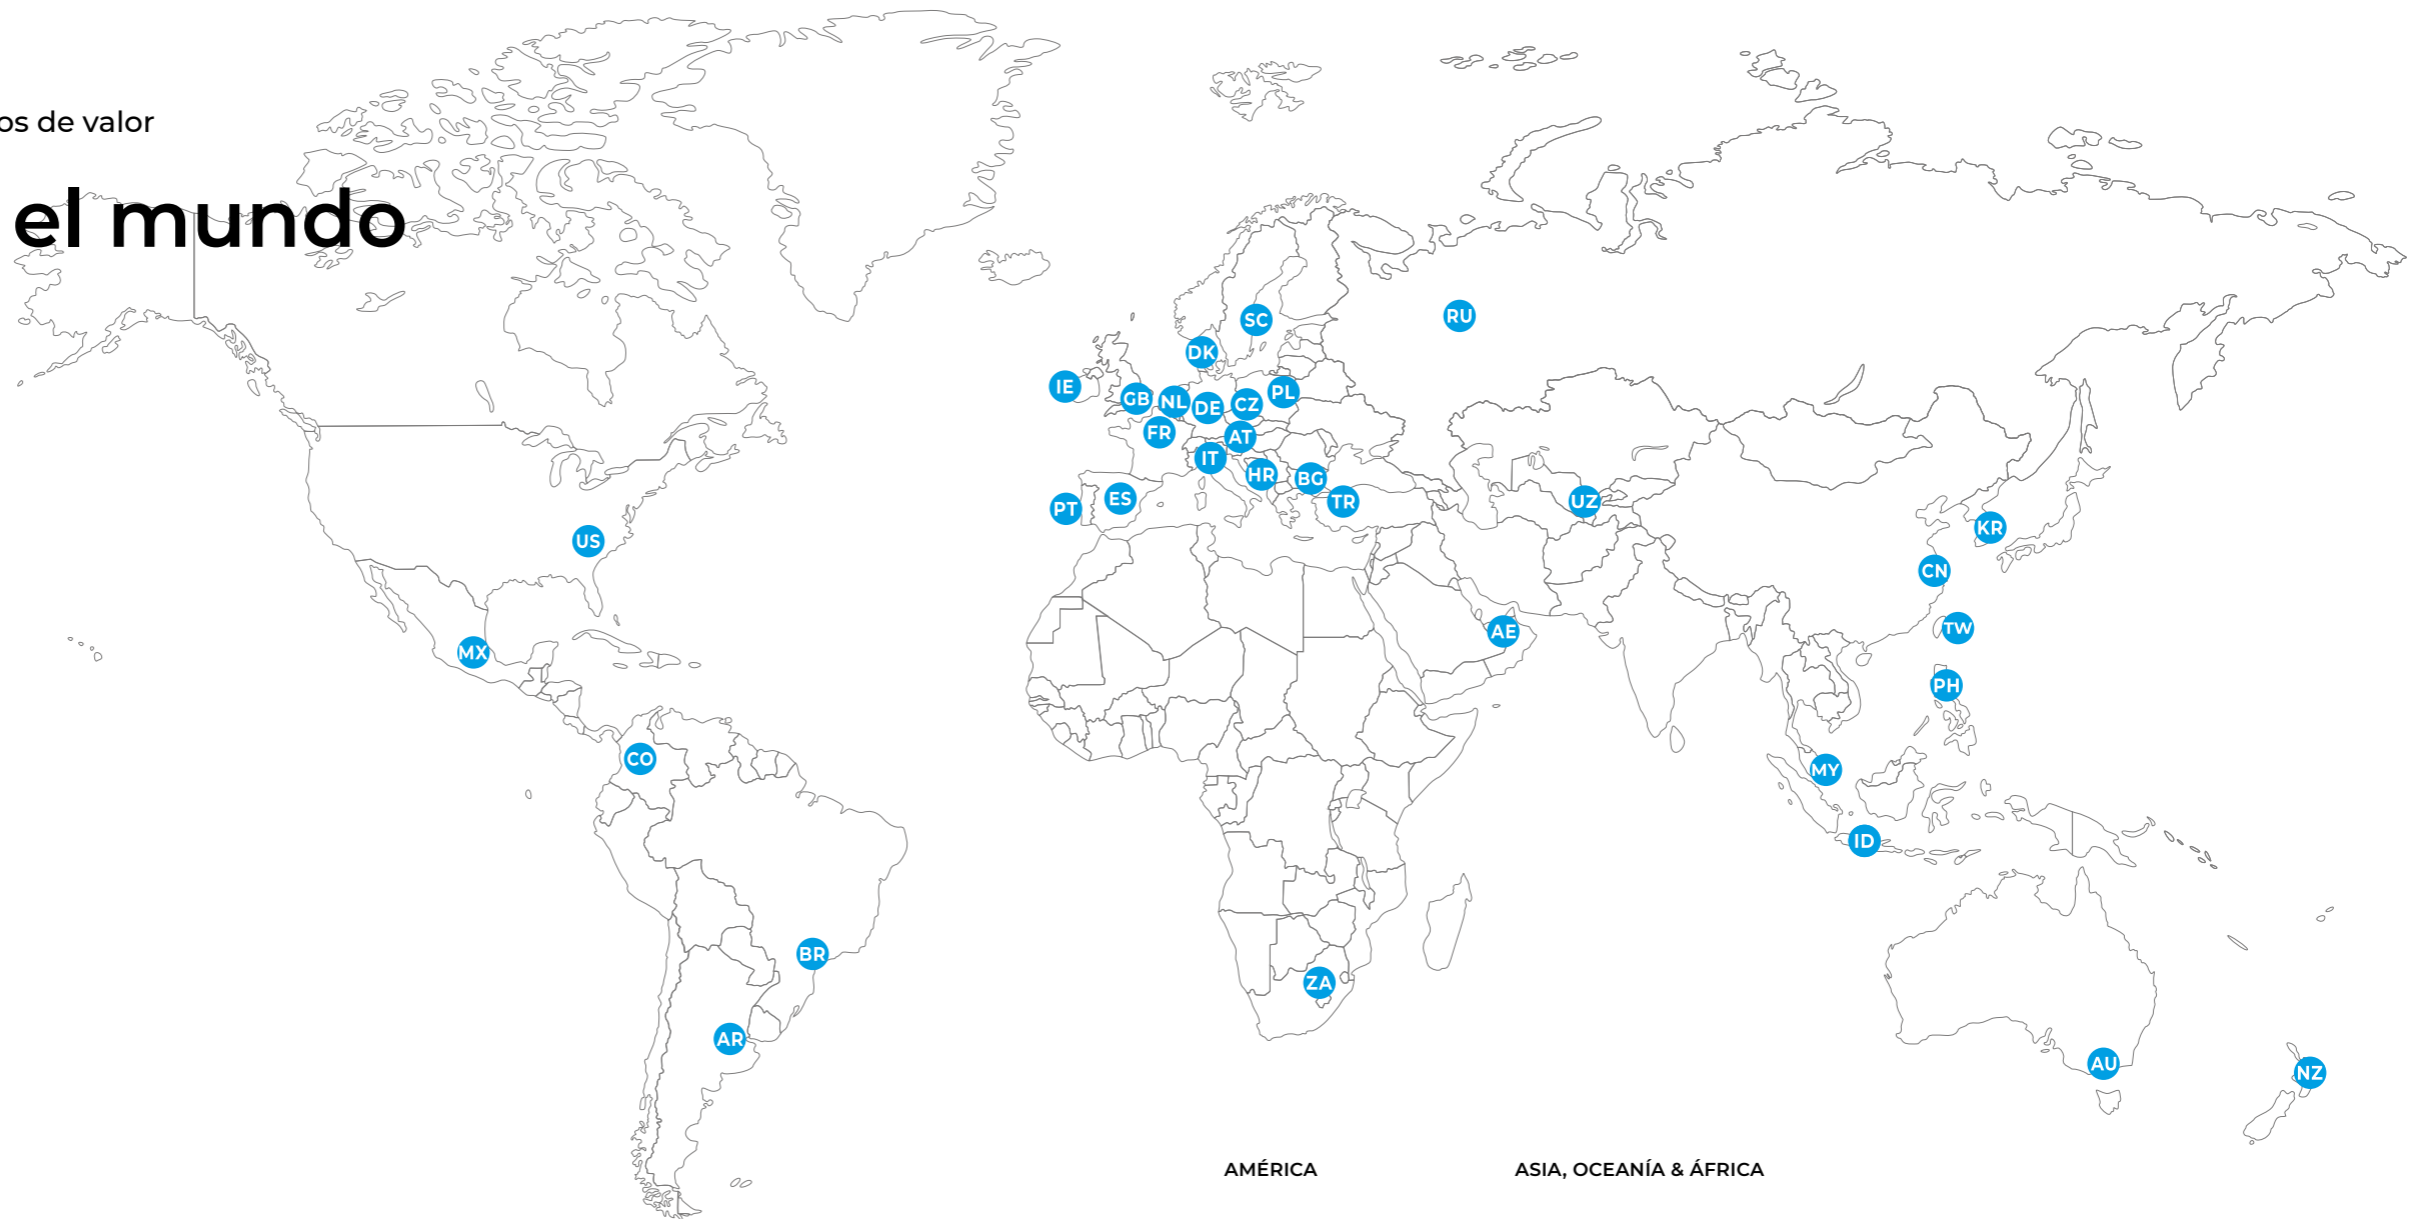 os de valor
el mundo
SC
RU
DK
IE
GB
NL
DE
CZ
PL
FR
AT
IT
HR
BG
PT
ES
TR
UZ
KR
US
CN
AE
TW
MX
PH
CO
MY
ID
BR
ZA
AR
AU
NZ
AMÉRICA
ASIA, OCEANÍA & ÁFRICA